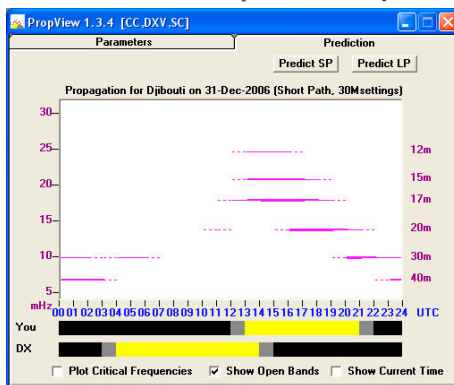 PropView 1.3.4 [CC,DXV,SC]
Parameters Prediction
Predict SP Predict LP
Propagation for Djibouti on 31-Dec-2006 (Short Path, 30Msettings)
30
25 12m
20 15m
17m
15 20m
10 30m
40m
5
mHz
00 01 02 03 04 05 06 07 08 09 10 11 12 13 14 15 16 17 18 19 20 21 22 23 24 UTC
You
DX
Plot Critical Frequencies Show Open Bands Show Current Time